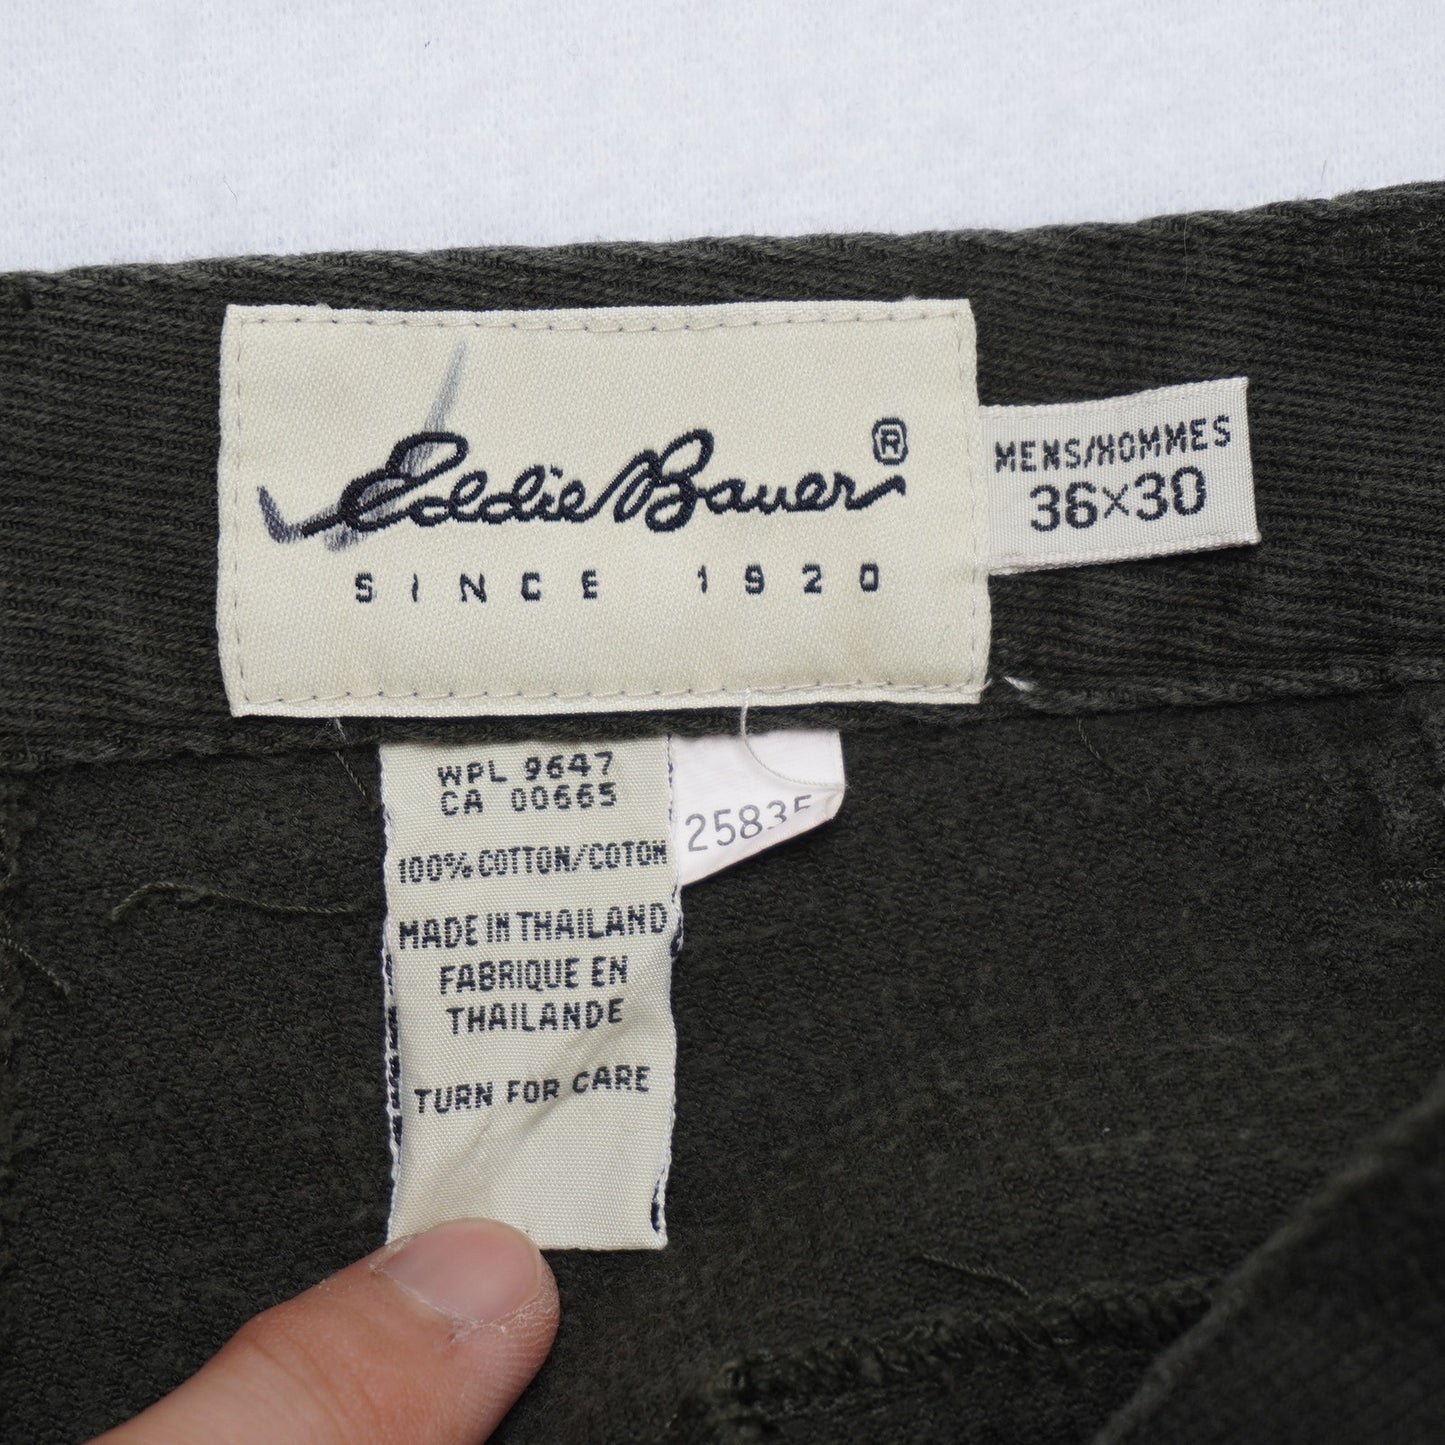 Eddie Bauer ®
SINCE 1920
MENS/HOMMES
36×30
WPL 9647
CA 00665
100% COTTON/COTON
MADE IN THAILAND
FABRIQUE EN
THAILANDE
TURN FOR CARE
25835